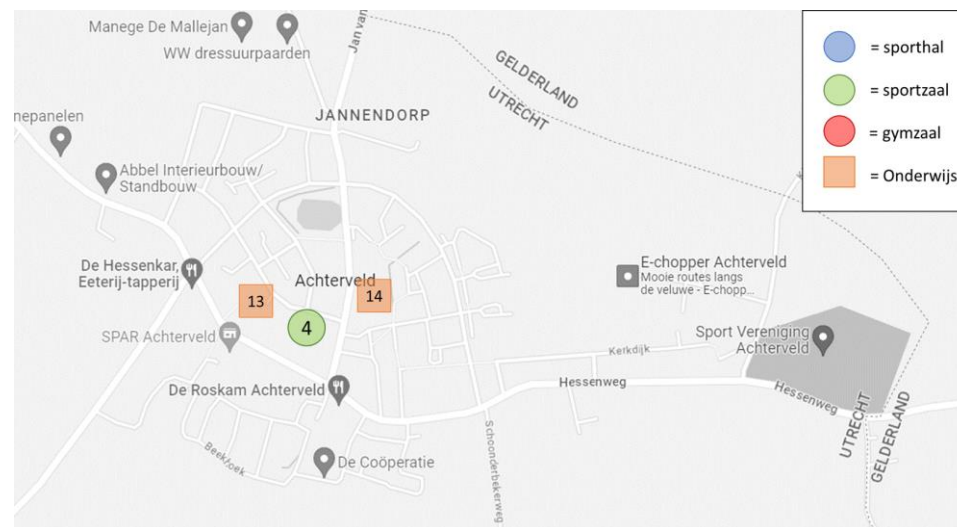 Manege De Mallejan
WW dressuurpaarden
Jan van
GELDERLAND
UTRECHT
= sporthal
= sportzaal
= gymzaal
= Onderwijs
JANNENDORP
nepanelen
Abbel Interieurbouw/
Standbouw
K
De Hessenkar,
Eeterij-tapperij
Achterveld
13
14
4
E-chopper Achterveld
Mooie routes langs
de veluwe - E-chopp...
SPAR Achterveld
Sport Vereniging
Achterveld
Kerkdijk
De Roskam Achterveld
Hessenweg
Hessenweg
UTRECHT
GELDERLAND
Schoonderbekerweg
De Coöperatie